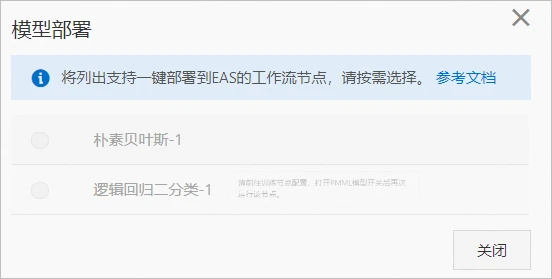 模型部署
将列出支持一键部署到EAS的工作流节点，请按需选择。 参考文档
朴素贝叶斯-1
逻辑回归二分类-1
请前往训练节点配置，打开PMML模型开关后再次
运行该节点。
关闭